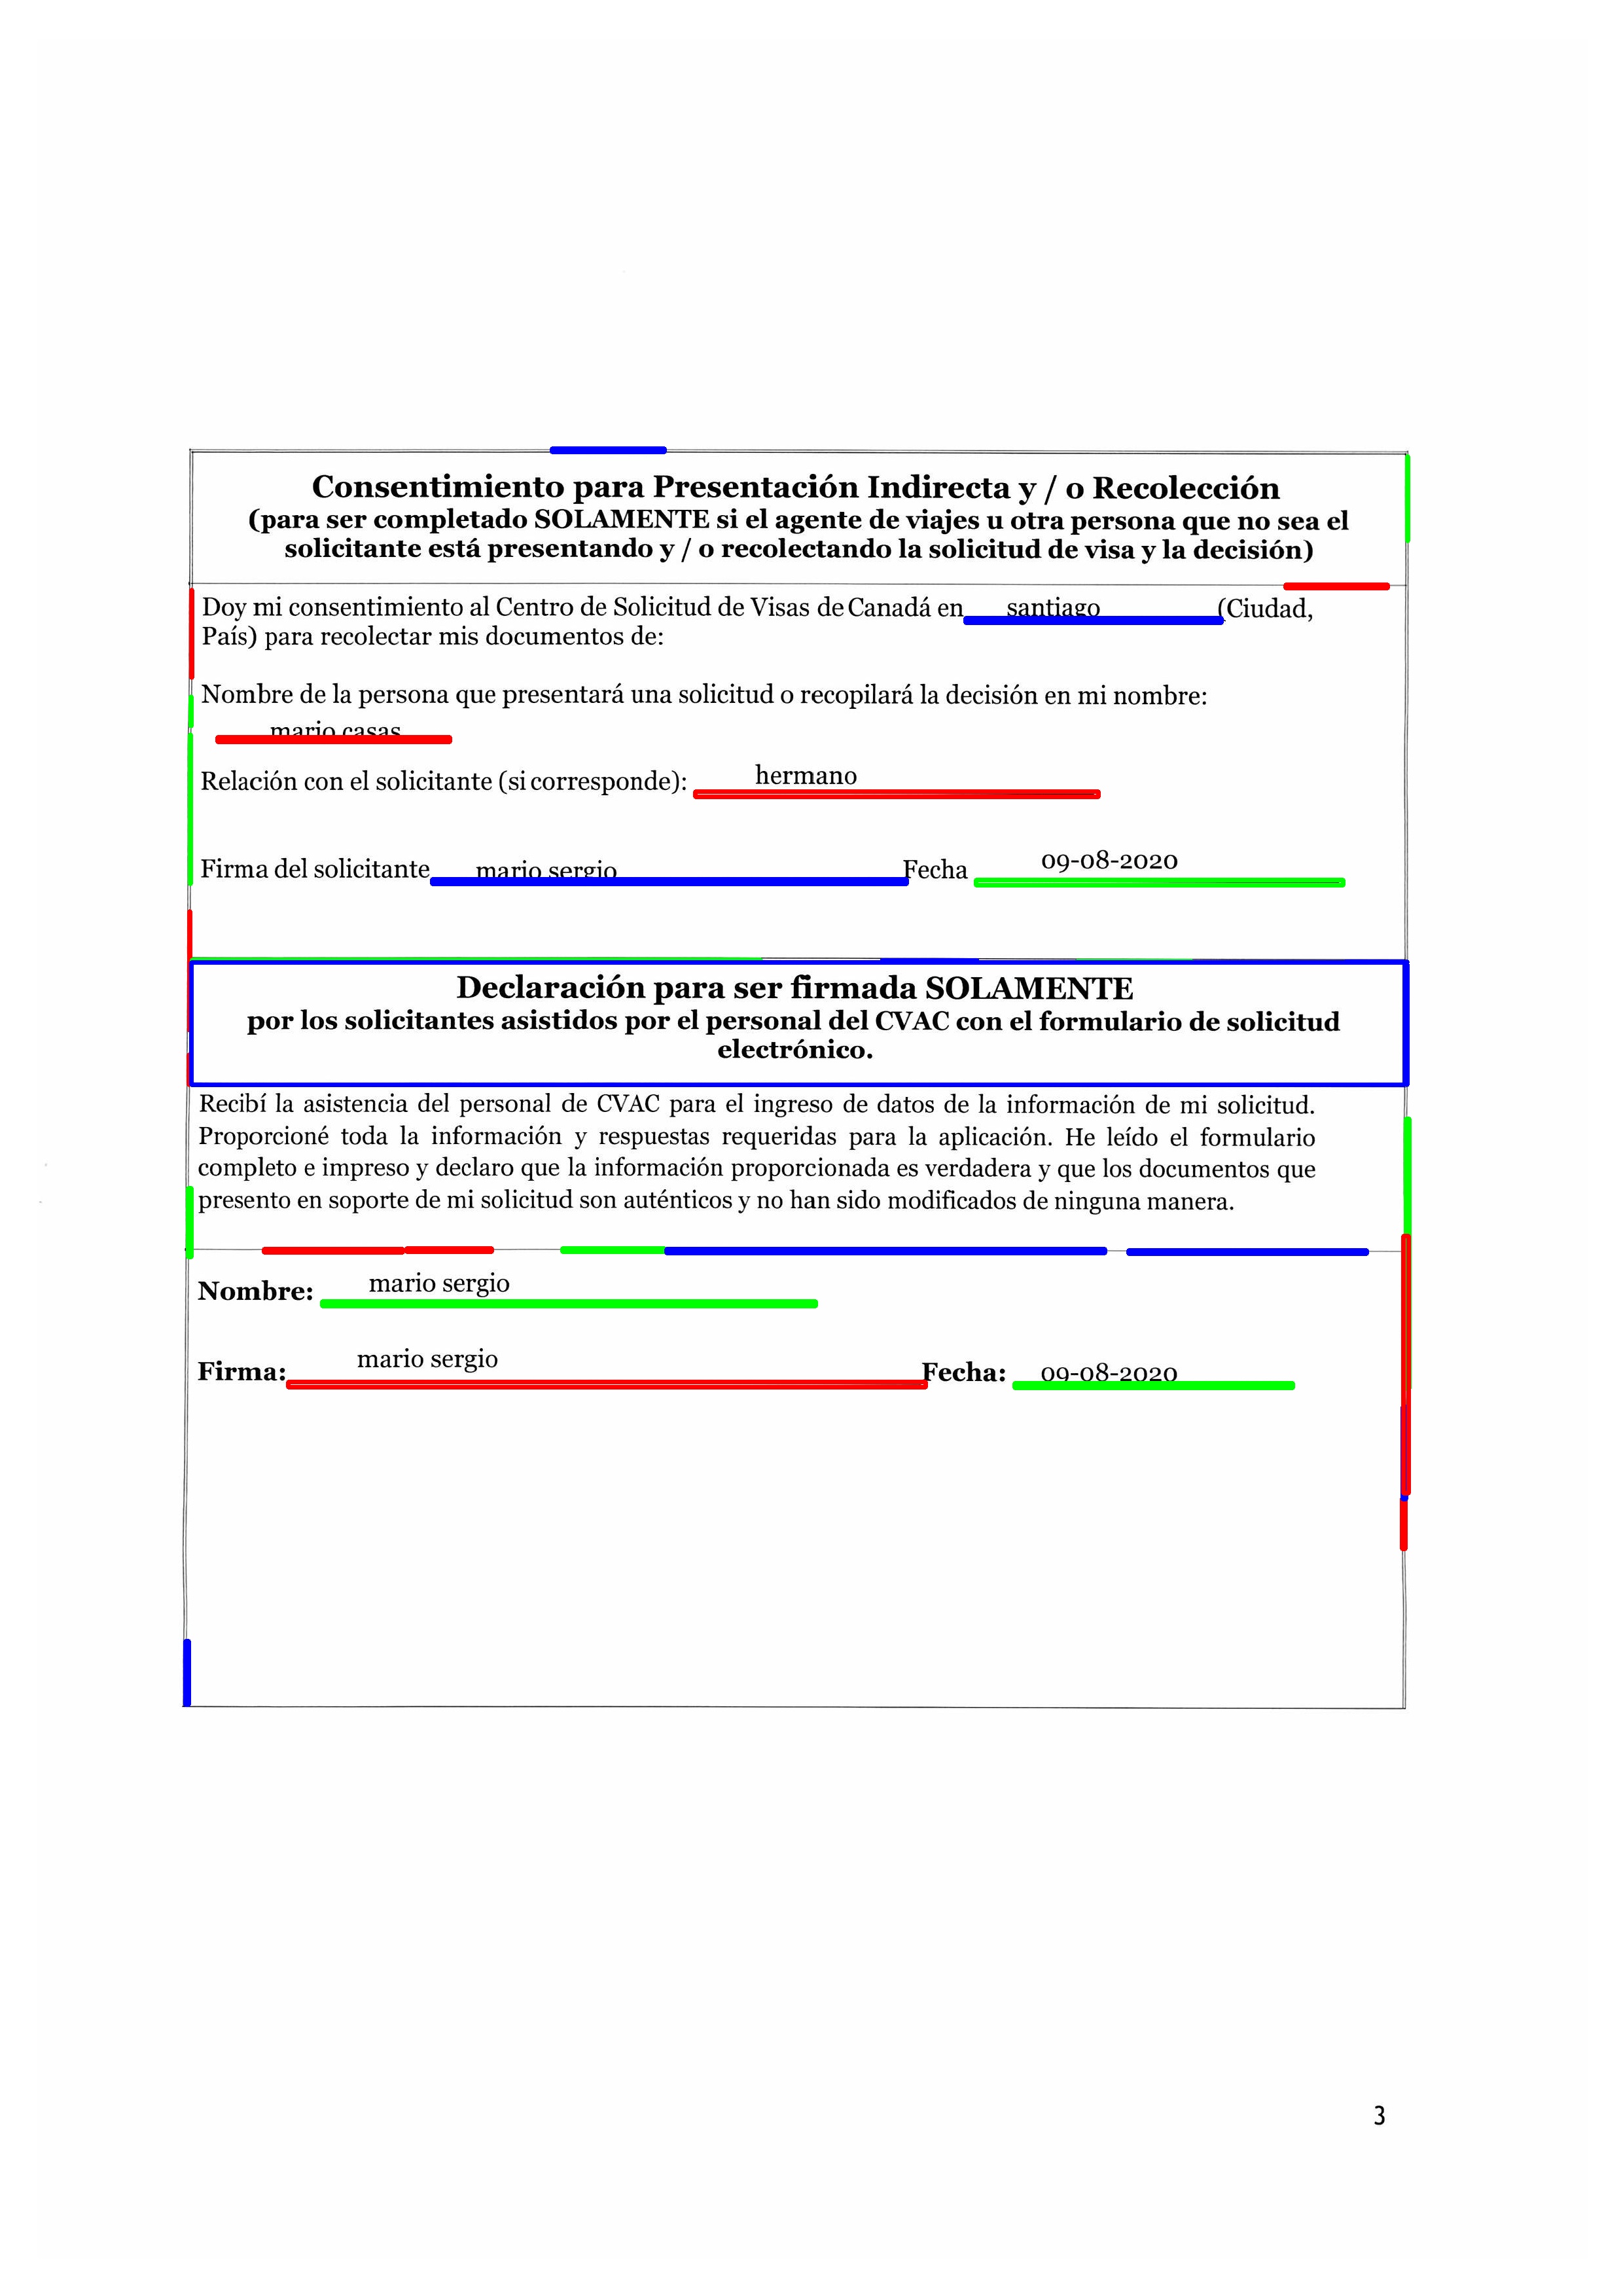 Consentimiento para Presentación Indirecta y / o Recolección
(para ser completado SOLAMENTE si el agente de viajes u otra persona que no sea el
solicitante está presentando y / o recolectando la solicitud de visa y la decisión)
Doy mi consentimiento al Centro de Solicitud de Visas de Canadá en santiago (Ciudad,
País) para recolectar mis documentos de:
Nombre de la persona que presentará una solicitud o recopilará la decisión en mi nombre:
mario casas
Relación con el solicitante (si corresponde): hermano
Firma del solicitante mario sergio Fecha 09-08-2020
Declaración para ser firmada SOLAMENTE
por los solicitantes asistidos por el personal del CVAC con el formulario de solicitud
electrónico.
Recibí la asistencia del personal de CVAC para el ingreso de datos de la información de mi solicitud.
Proporcioné toda la información y respuestas requeridas para la aplicación. He leído el formulario
completo e impreso y declaro que la información proporcionada es verdadera y que los documentos que
presento en soporte de mi solicitud son auténticos y no han sido modificados de ninguna manera.
Nombre: mario sergio
Firma: mario sergio Fecha: 09-08-2020
3